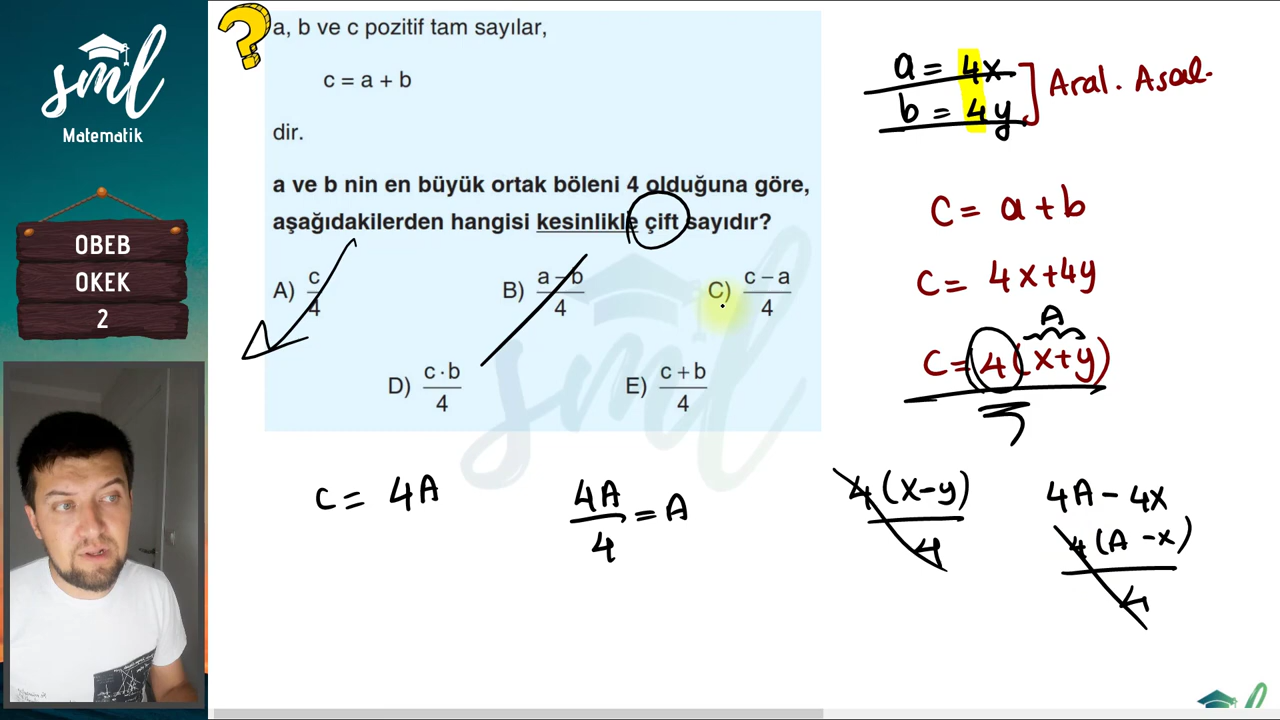 sml
Matematik
OBEB
OKEK
2
a, b ve c pozitif tam sayılar,
c = a + b
dir.
a ve b nin en büyük ortak böleni 4 olduğuna göre,
aşağıdakilerden hangisi kesinlikle çift sayıdır?
A) c/4 B) a – b/4 C) c – a/4
D) c · b/4 E) c + b/4
a = 4x
b = 4y
Aral. Asal.
c = a + b
c = 4x + 4y
A
c = 4(x+y)
c = 4A
4A/4 = A
4(x-y)/4
4A - 4x
4(A - x)/4
sml